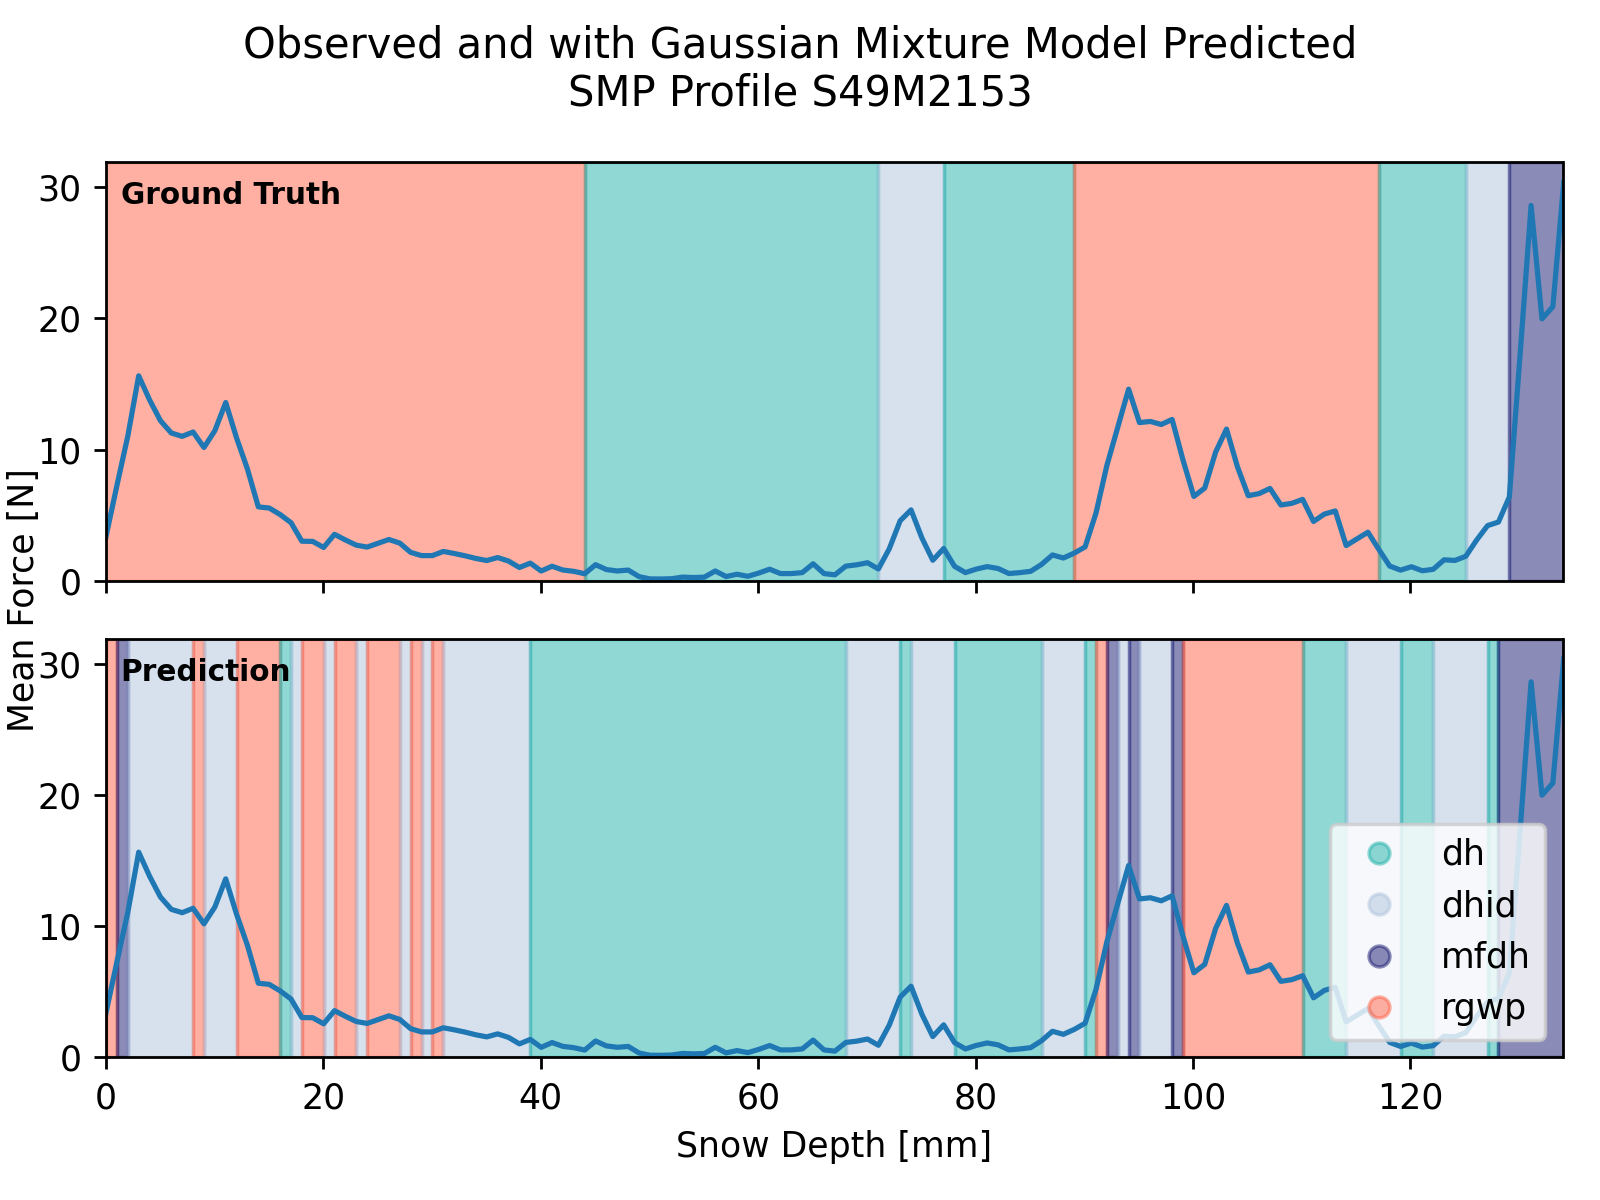 Observed and with Gaussian Mixture Model Predicted
SMP Profile S49M2153
Mean Force [N]
30
20
10
0
Ground Truth
30
20
10
0
Prediction
dh
dhid
mfdh
rgwp
0 20 40 60 80 100 120
Snow Depth [mm]